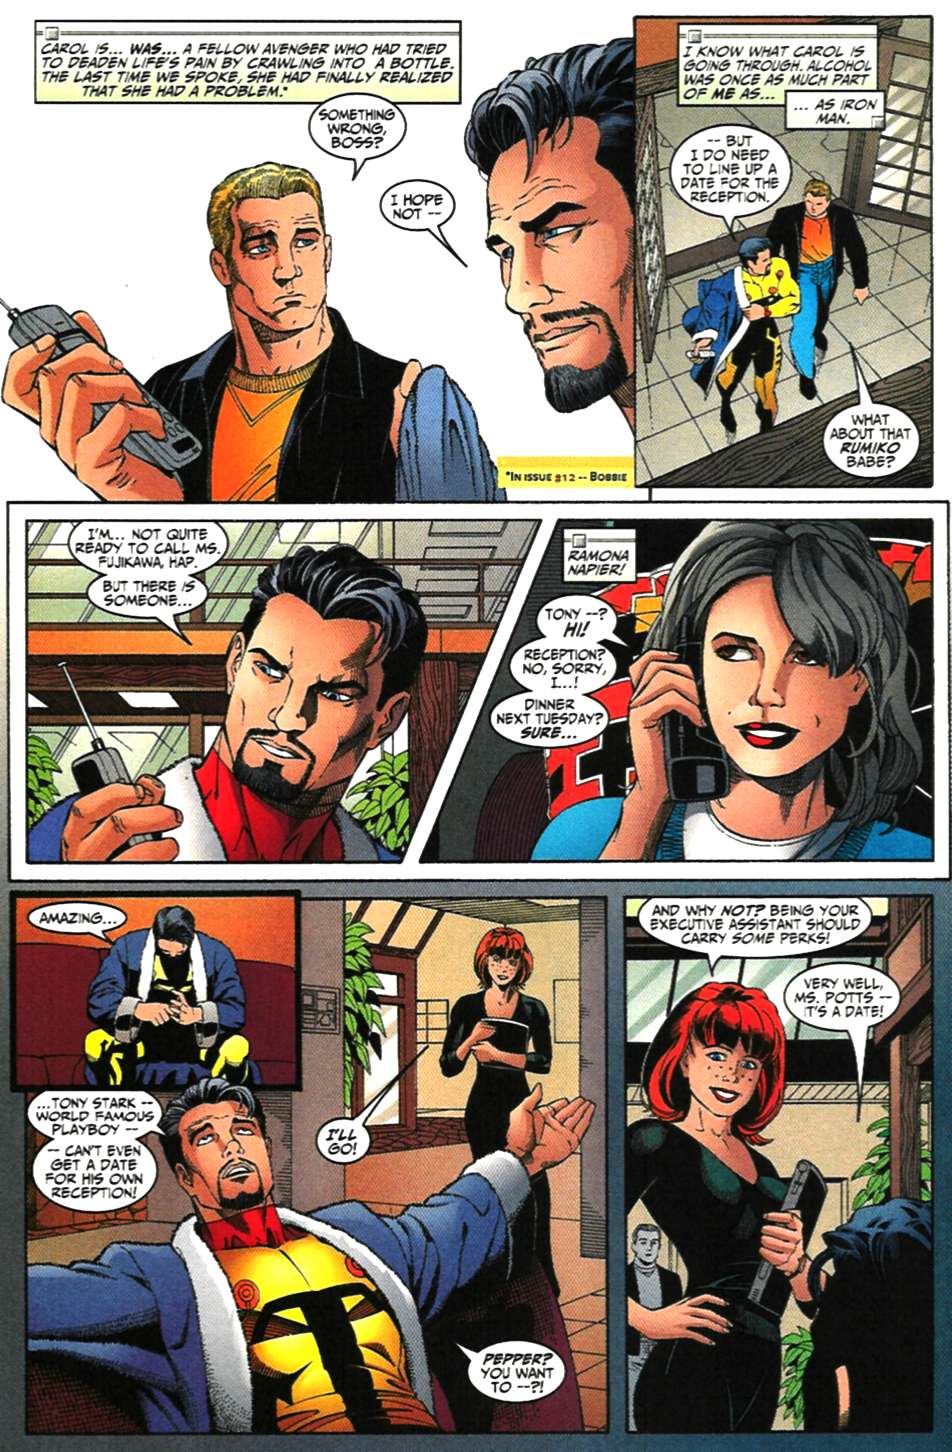 CAROL IS... WAS... A FELLOW AVENGER WHO HAD TRIED
TO DEADEN LIFE'S PAIN BY CRAWLING INTO A BOTTLE.
THE LAST TIME WE SPOKE, SHE HAD FINALLY REALIZED
THAT SHE HAD A PROBLEM.*
SOMETHING
WRONG,
BOSS?
I HOPE
NOT --
*IN ISSUE #12 -- BOBBIE
I KNOW WHAT CAROL IS
GOING THROUGH. ALCOHOL
WAS ONCE AS MUCH PART
OF ME AS...
... AS IRON
MAN.
-- BUT
I DO NEED
TO LINE UP A
DATE FOR THE
RECEPTION.
WHAT
ABOUT THAT
RUMIKO
BABE?
I'M... NOT QUITE
READY TO CALL MS.
FUJIKAWA, HAP.
BUT THERE IS
SOMEONE...
RAMONA
NAPIER!
TONY --?
HI!
RECEPTION?
NO, SORRY,
I...!
DINNER
NEXT TUESDAY?
SURE...
AMAZING...
...TONY STARK --
WORLD FAMOUS
PLAYBOY --
-- CAN'T EVEN
GET A DATE
FOR HIS OWN
RECEPTION!
I'LL
GO!
PEPPER?
YOU WANT
TO --?!
AND WHY NOT? BEING YOUR
EXECUTIVE ASSISTANT SHOULD
CARRY SOME PERKS!
VERY WELL,
MS. POTTS --
IT'S A DATE!